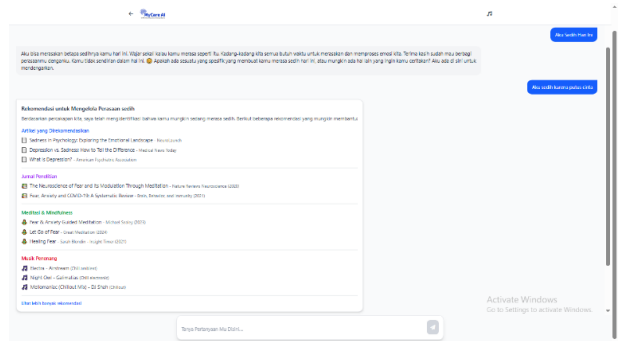 MyCare AI
Aku Sedih Hari Ini
Aku bisa merasakan betapa sedihnya kamu hari ini. Wajar sekali kalau kamu merasa seperti itu. Kadang-kadang kita semua butuh waktu untuk merasakan dan memproses emosi kita. Terima kasih sudah mau berbagi
perasaanmu denganku. Kamu tidak sendirian dalam hal ini. 😊 Apakah ada sesuatu yang spesifik yang membuat kamu merasa sedih hari ini, atau mungkin ada hal lain yang ingin kamu ceritakan? Aku ada di sini untuk
mendengarkan.
Aku sedih karena putus cinta
Rekomendasi untuk Mengelola Perasaan sedih
Berdasarkan percakapan kita, saya telah mengidentifikasi bahwa kamu mungkin sedang merasa sedih. Berikut beberapa rekomendasi yang mungkin membantu
Artikel yang Direkomendasikan
Sadness in Psychology: Exploring the Emotional Landscape -
Depression vs. Sadness: How to Tell the Difference - Medical News Today
What is Depression? - American Psychiatric Association
Jurnal Penelitian
The Neuroscience of Fear and Its Modulation Through Meditation - Nature Reviews Neuroscience
Fear, Anxiety and COVID-19: A Systematic Review - Brain, Behavior, and Immunity (2021)
Meditasi & Mindfulness
Fear & Anxiety Guided Meditation - Michael Sealey
Let Go of Fear - Great Meditation
Healing Fear - Sarah Blondin - Insight Timer
Musik Penenang
Electra - Airstream (Chill ambient)
Night Owl - Galimatias (Chill electronic)
Mellomaniac (Chillout Mix) - DJ Shah (Chillout)
Lihat lebih banyak rekomendasi
Tanya Pertanyaan Mu Disini...
Activate Windows
Go to Settings to activate Windows.